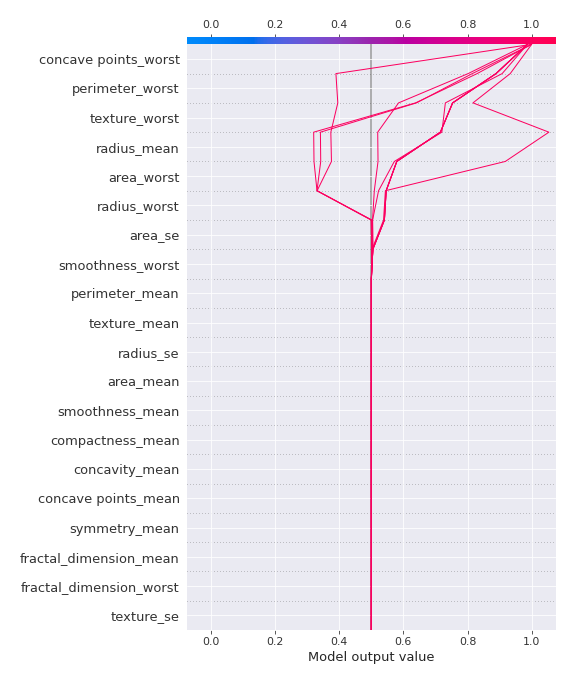 0.0 0.2 0.4 0.6 0.8 1.0
concave points_worst
perimeter_worst
texture_worst
radius_mean
area_worst
radius_worst
area_se
smoothness_worst
perimeter_mean
texture_mean
radius_se
area_mean
smoothness_mean
compactness_mean
concavity_mean
concave points_mean
symmetry_mean
fractal_dimension_mean
fractal_dimension_worst
texture_se
0.0 0.2 0.4 0.6 0.8 1.0
Model output value